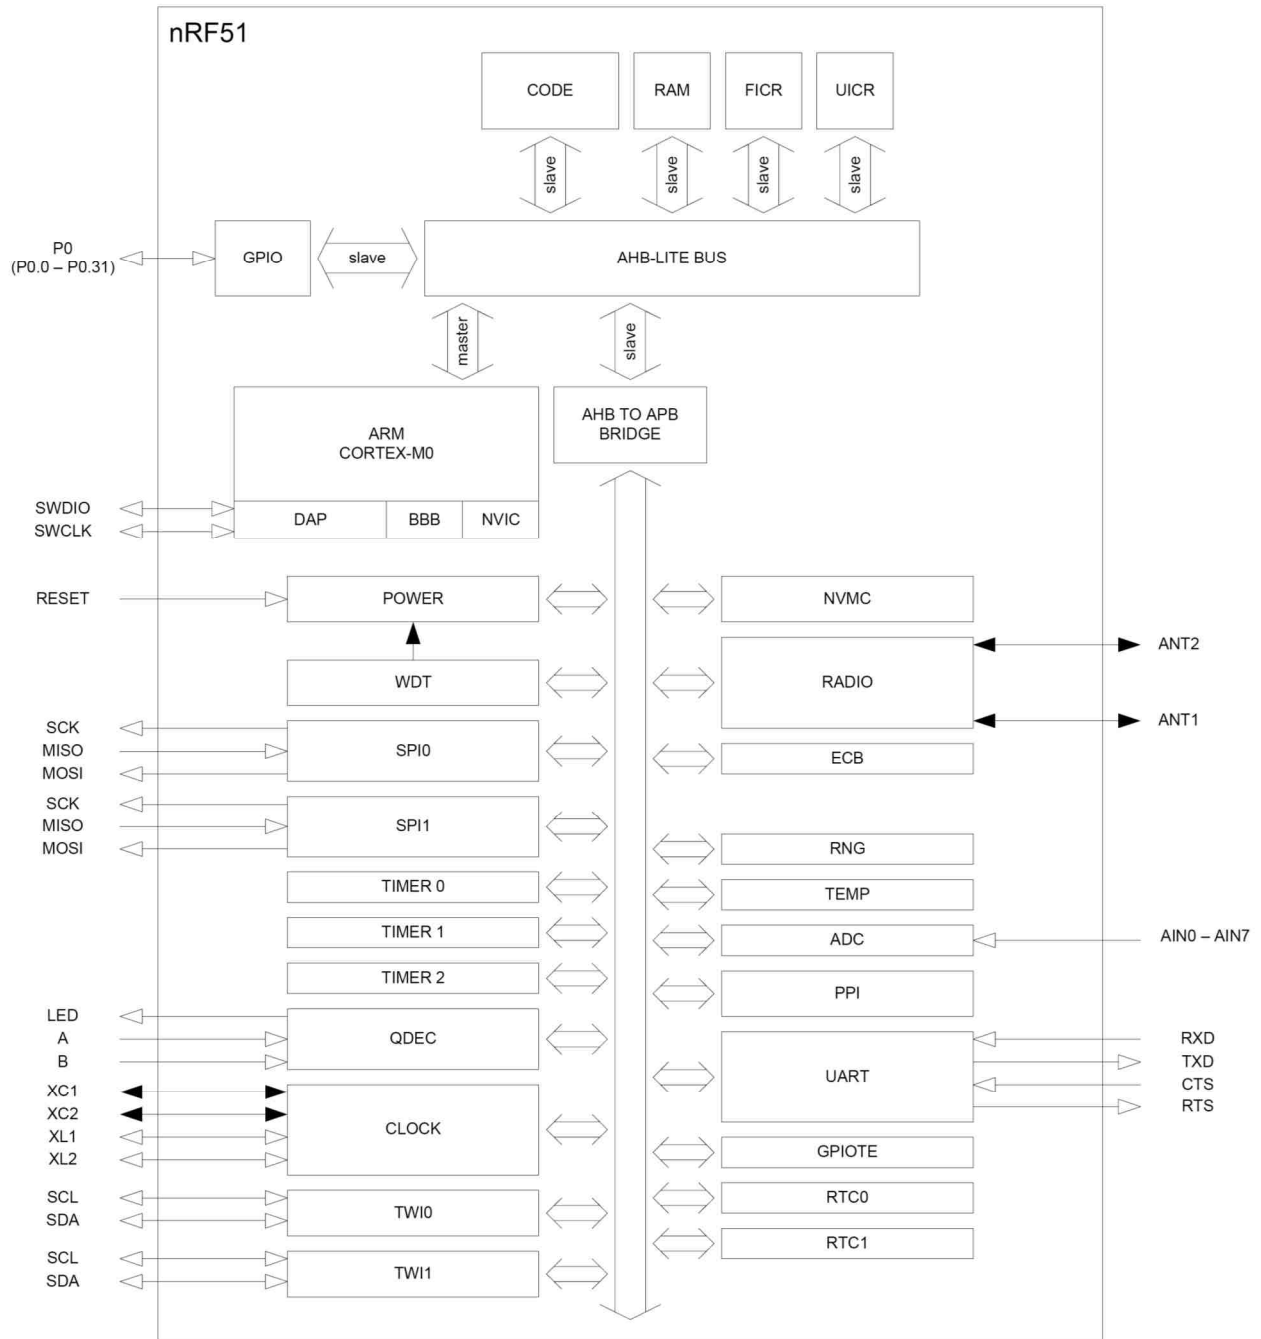 nRF51
CODE
RAM
FICR
UICR
slave
slave
slave
slave
P0
(P0.0 – P0.31)
GPIO
slave
AHB-LITE BUS
master
slave
ARM
CORTEX-M0
AHB TO APB
BRIDGE
SWDIO
SWCLK
DAP
BBB
NVIC
RESET
POWER
NVMC
WDT
RADIO
ANT2
ANT1
SCK
MISO
MOSI
SPI0
ECB
SCK
MISO
MOSI
SPI1
RNG
TIMER 0
TEMP
TIMER 1
ADC
AIN0 – AIN7
TIMER 2
PPI
LED
A
B
QDEC
UART
RXD
TXD
CTS
RTS
XC1
XC2
XL1
XL2
CLOCK
GPIOTE
SCL
SDA
TWI0
RTC0
RTC1
SCL
SDA
TWI1